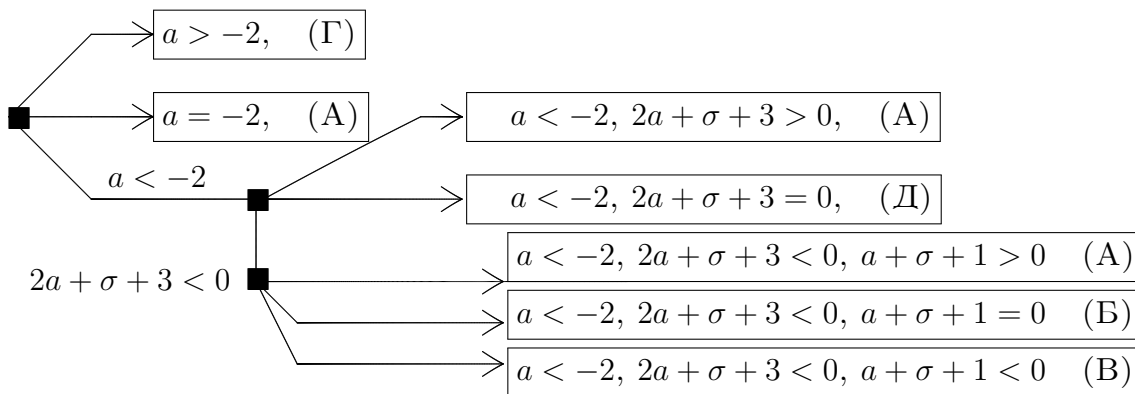 a > −2, (Г)
a = −2, (А)
a < −2, 2a + σ + 3 > 0, (А)
a < −2
a < −2, 2a + σ + 3 = 0, (Д)
a < −2, 2a + σ + 3 < 0, a + σ + 1 > 0 (А)
2a + σ + 3 < 0
a < −2, 2a + σ + 3 < 0, a + σ + 1 = 0 (Б)
a < −2, 2a + σ + 3 < 0, a + σ + 1 < 0 (В)